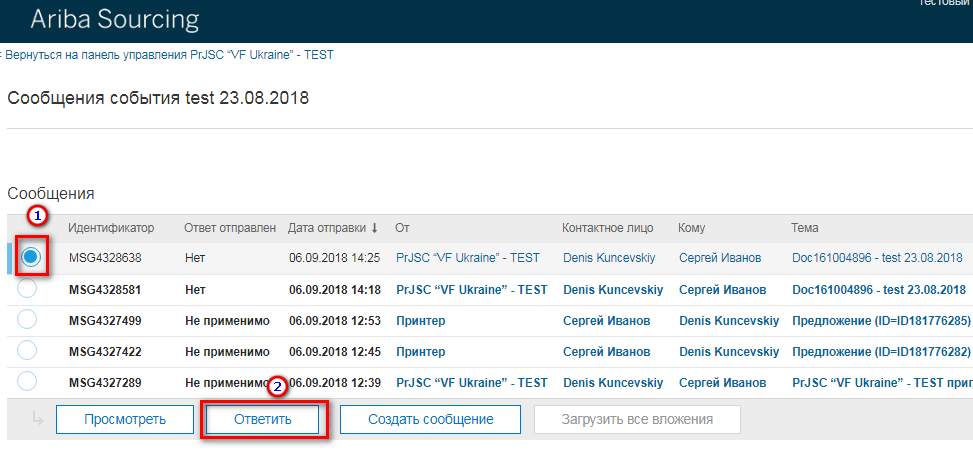 тестовый
Ariba Sourcing
Вернуться на панель управления PrJSC “VF Ukraine” - TEST
Сообщения события test 23.08.2018
Сообщения
1
Идентификатор Ответ отправлен Дата отправки ↓ От Контактное лицо Кому Тема
MSG4328638 Нет 06.09.2018 14:25 PrJSC “VF Ukraine” - TEST Denis Kuncevskiy Сергей Иванов Doc161004896 - test 23.08.2018
MSG4328581 Нет 06.09.2018 14:18 PrJSC “VF Ukraine” - TEST Denis Kuncevskiy Сергей Иванов Doc161004896 - test 23.08.2018
MSG4327499 Не применимо 06.09.2018 12:53 Принтер Сергей Иванов Denis Kuncevskiy Предложение (ID=ID181776285)
MSG4327422 Не применимо 06.09.2018 12:45 Принтер Сергей Иванов Denis Kuncevskiy Предложение (ID=ID181776282)
MSG4327289 Не применимо 06.09.2018 12:39 PrJSC “VF Ukraine” - TEST Denis Kuncevskiy Сергей Иванов PrJSC “VF Ukraine” - TEST приг
2
Просмотреть Ответить Создать сообщение Загрузить все вложения